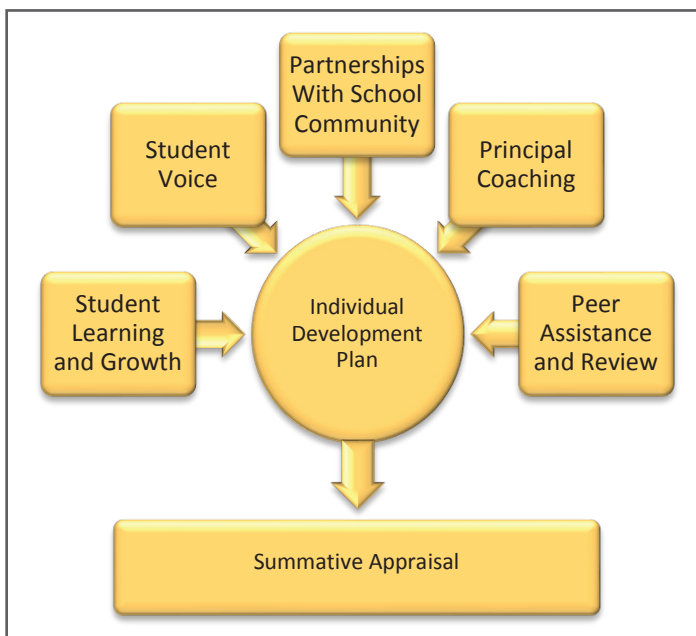 Partnerships
With School
Community
Student
Voice
Principal
Coaching
Student
Learning
and Growth
Individual
Development
Plan
Peer
Assistance
and Review
Summative Appraisal